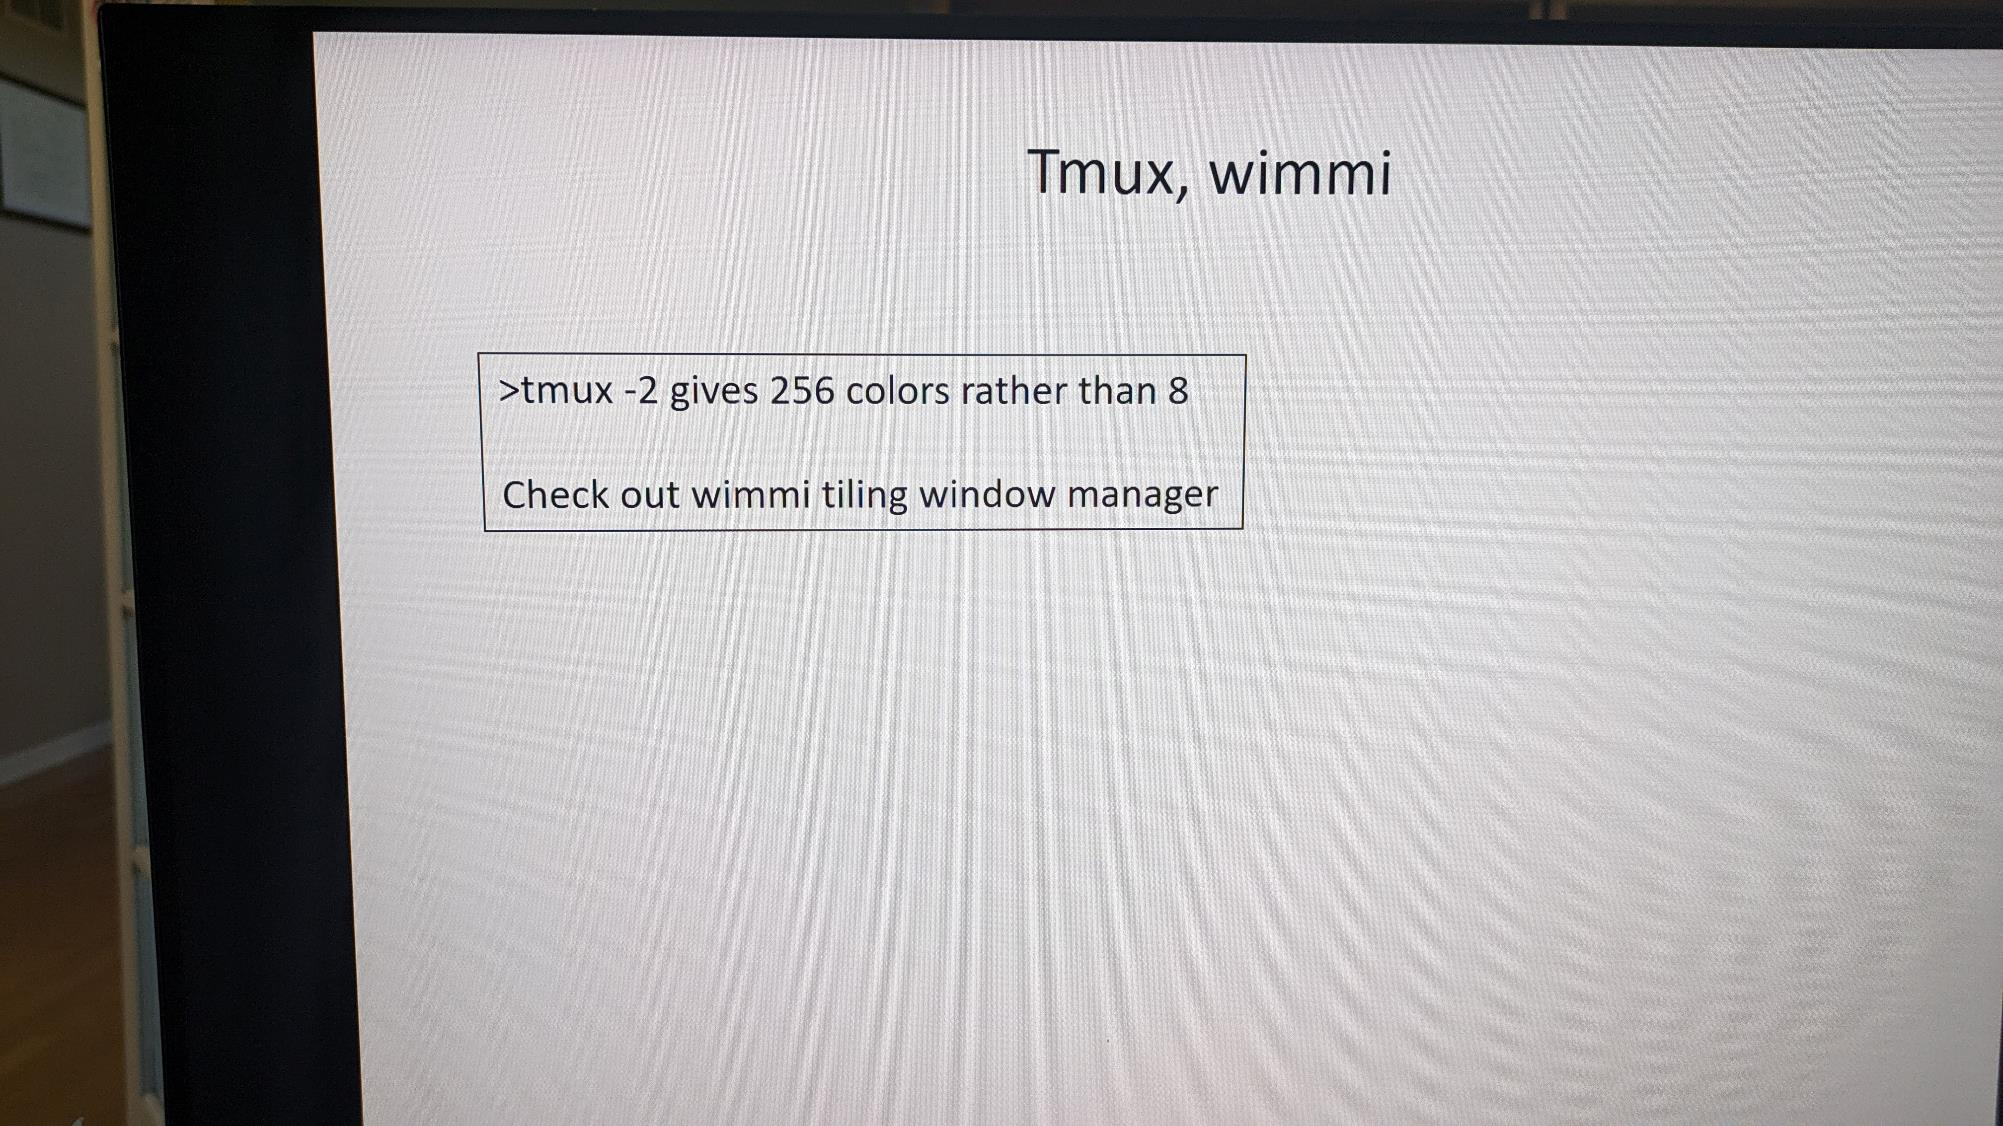 Tmux, wimmi
>tmux -2 gives 256 colors rather than 8
Check out wimmi tiling window manager